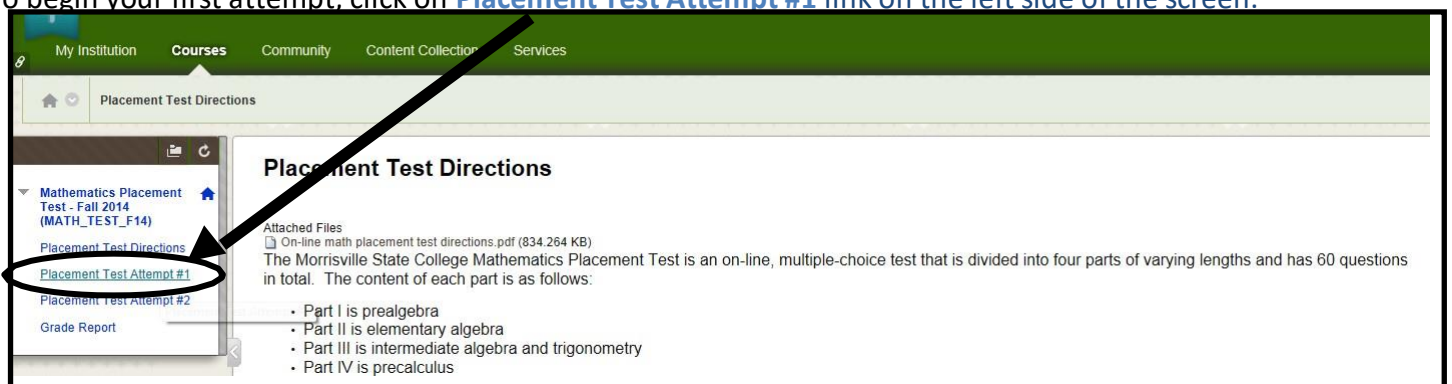 To begin your first attempt, click on Placement Test Attempt #1 link on the left side of the screen.
My Institution Courses Community Content Collection Services
Placement Test Directions
Mathematics Placement
Test - Fall 2014
(MATH_TEST_F14)
Placement Test Directions
Placement Test Attempt #1
Placement Test Attempt #2
Grade Report
Placement Test Directions
Attached Files
On-line math placement test directions.pdf (834.264 KB)
The Morrisville State College Mathematics Placement Test is an on-line, multiple-choice test that is divided into four parts of varying lengths and has 60 questions
in total. The content of each part is as follows:
• Part I is prealgebra
• Part II is elementary algebra
• Part III is intermediate algebra and trigonometry
• Part IV is precalculus